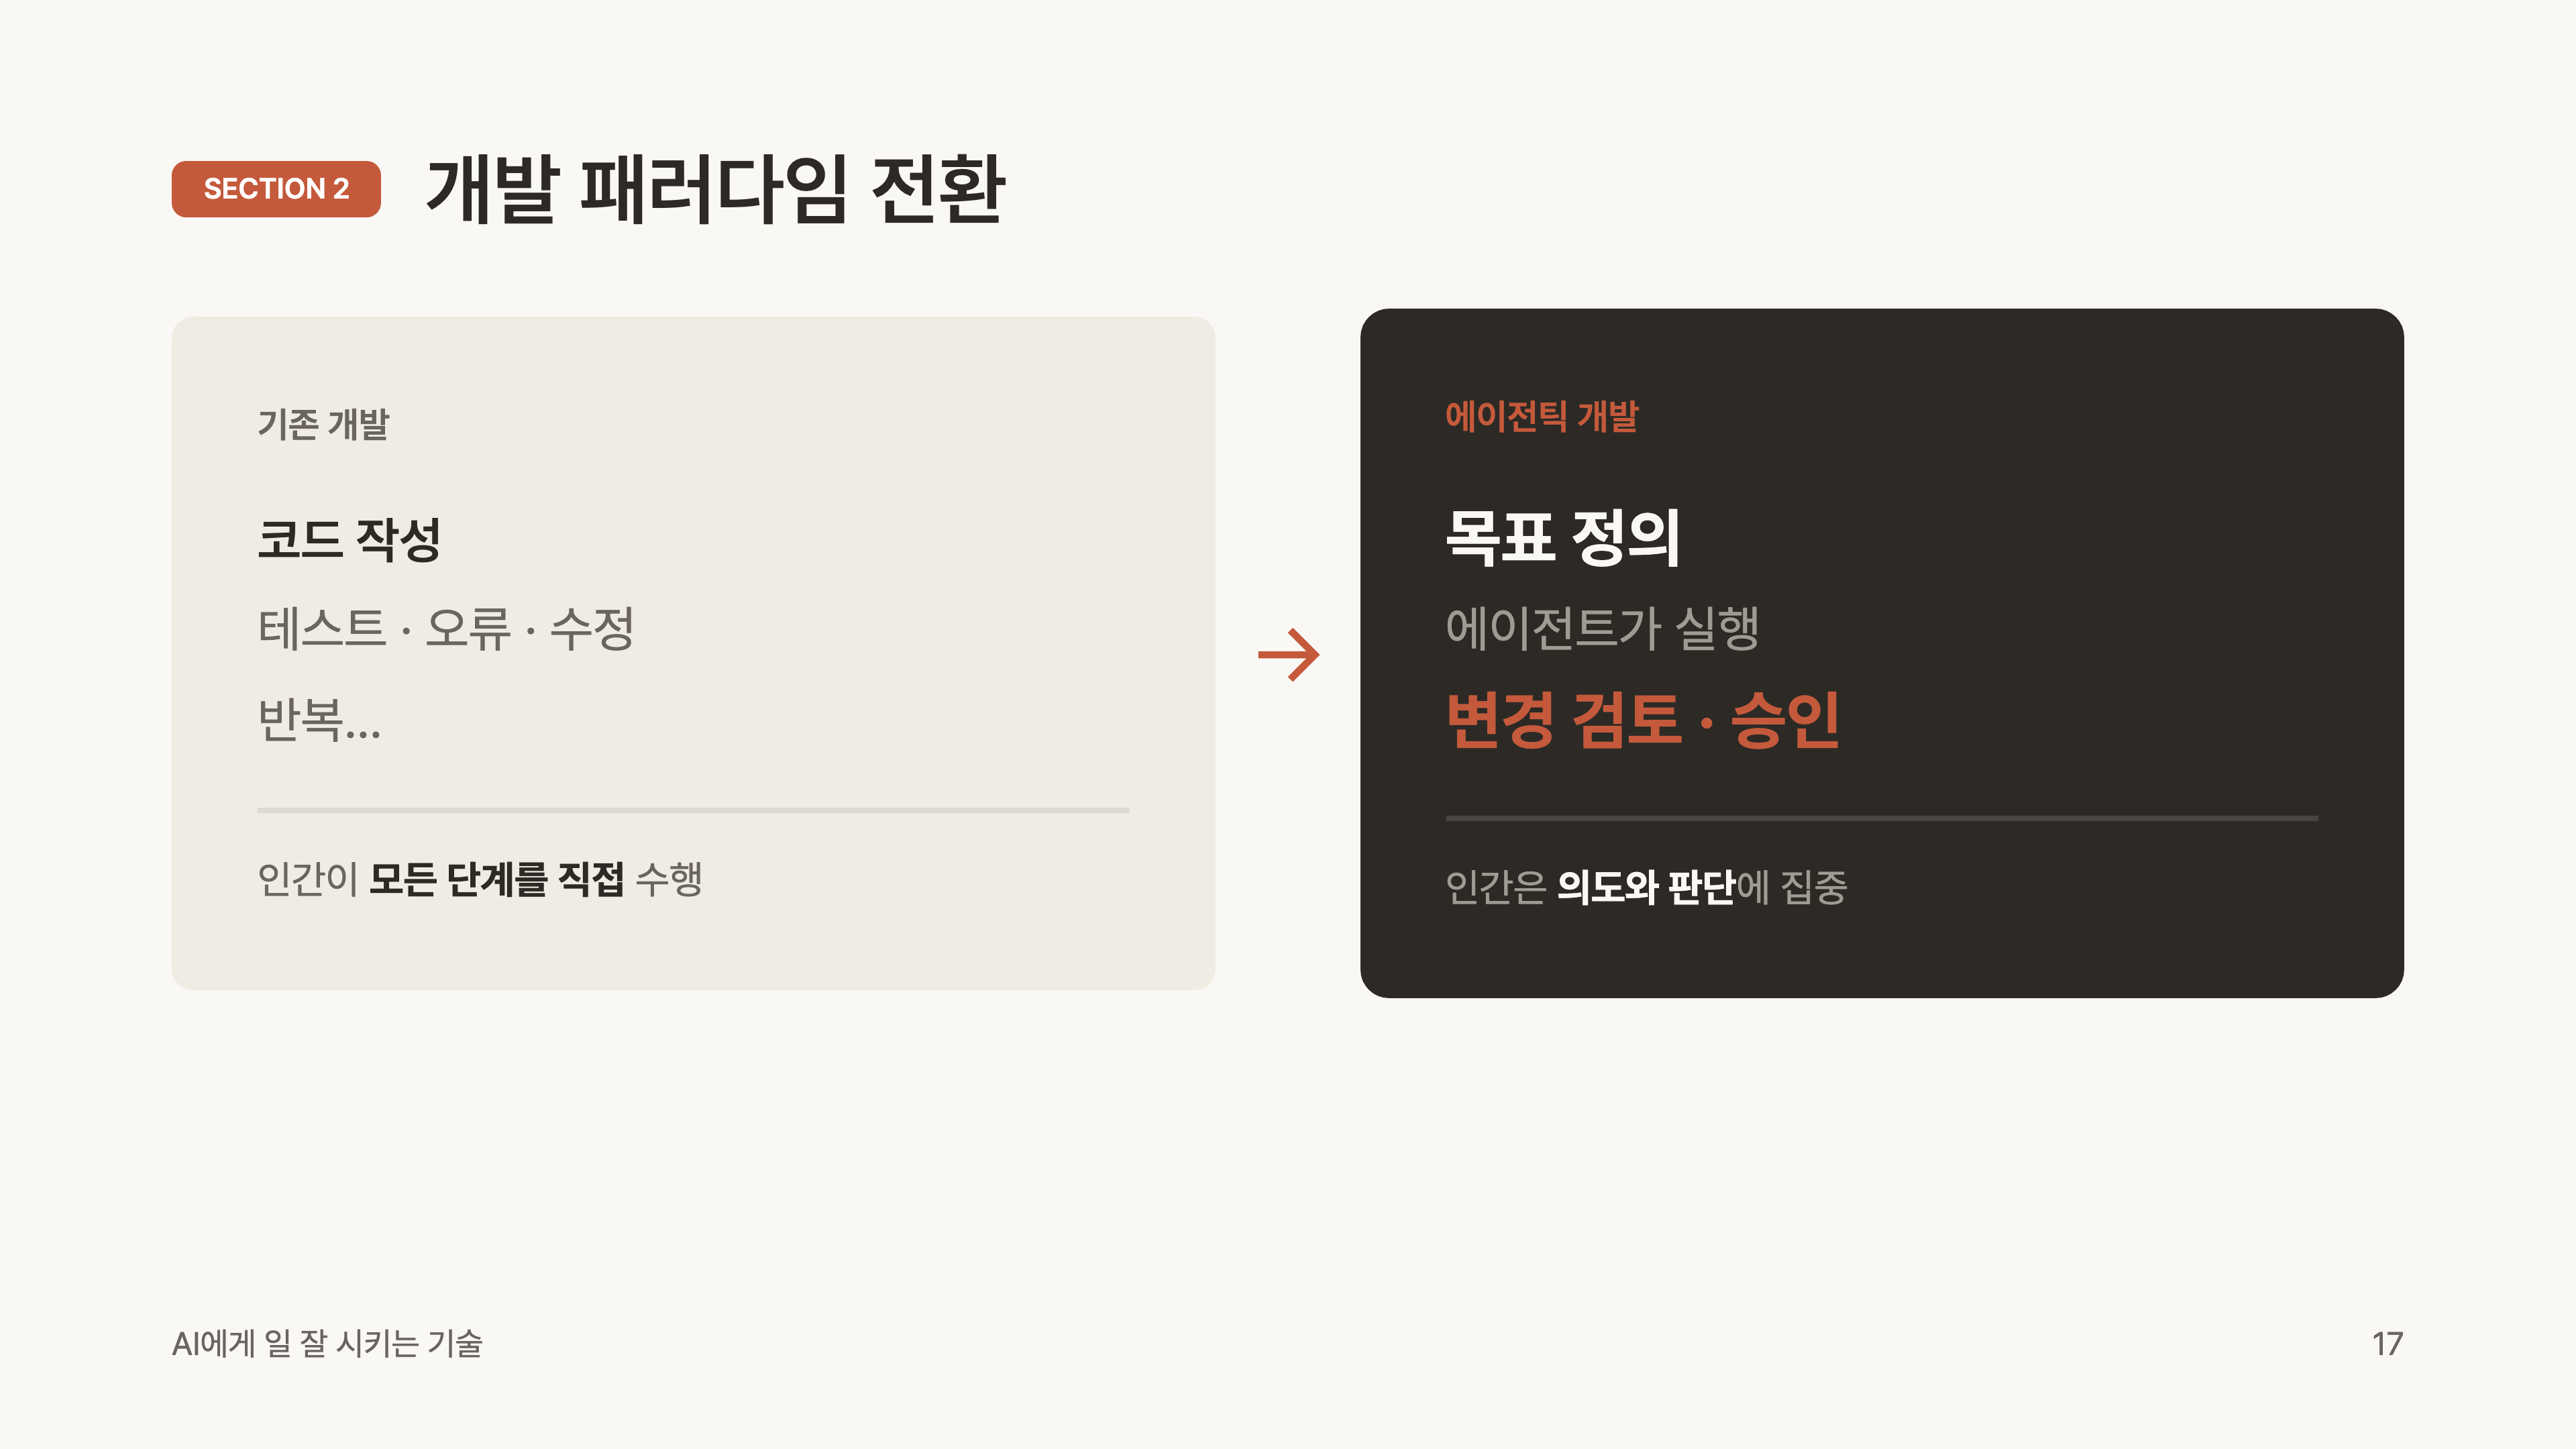 SECTION 2
개발 패러다임 전환
기존 개발
코드 작성
테스트 · 오류 · 수정
반복...
인간이 모든 단계를 직접 수행
→
에이전틱 개발
목표 정의
에이전트가 실행
변경 검토 · 승인
인간은 의도와 판단에 집중
AI에게 일 잘 시키는 기술
17